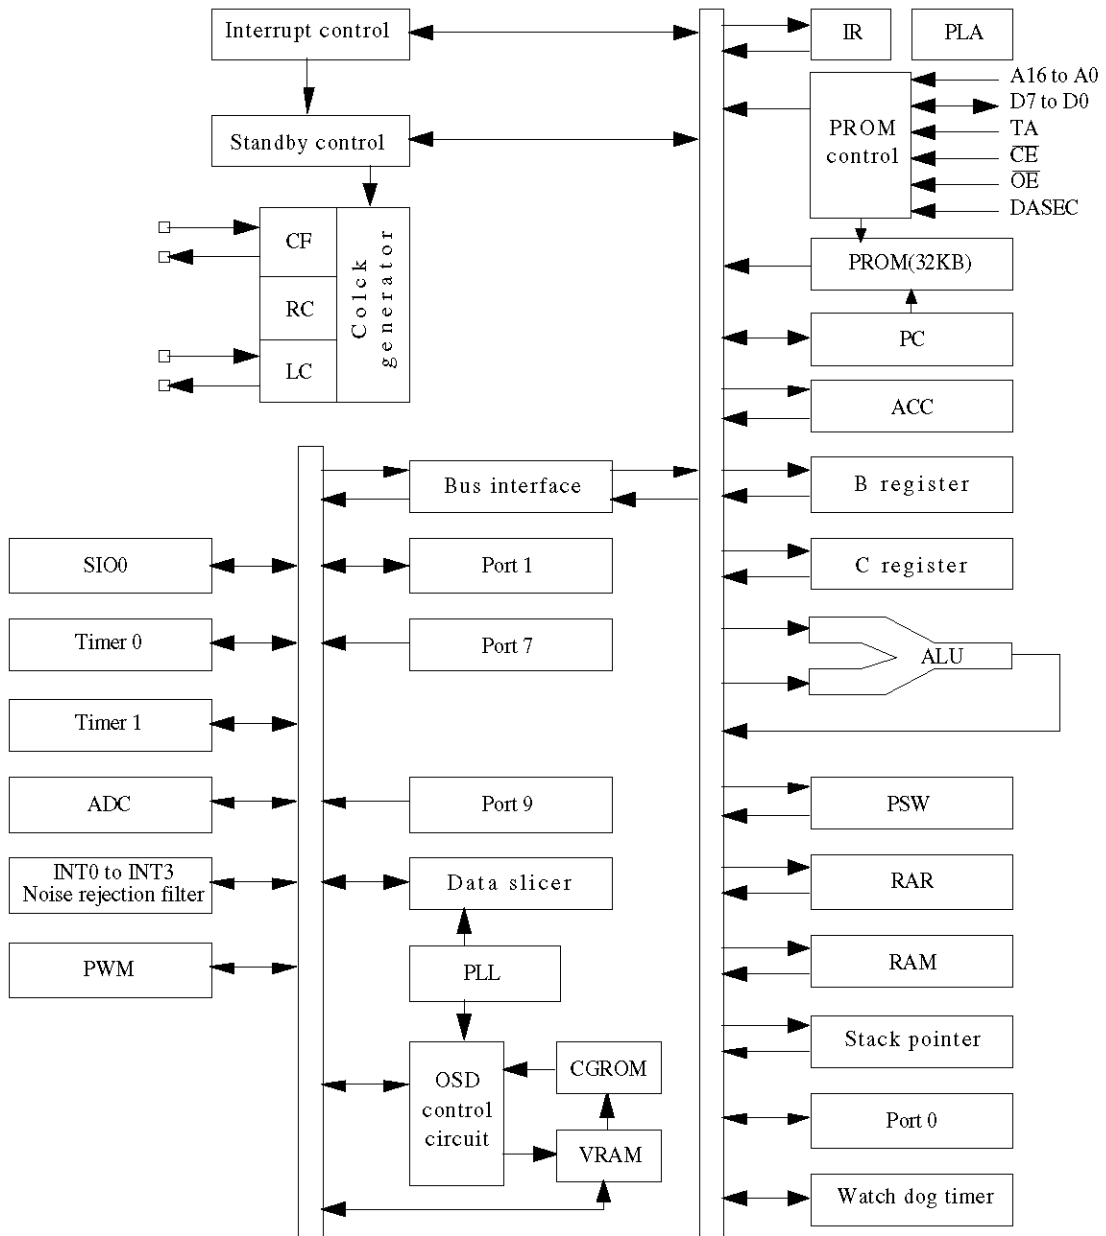 Interrupt control
IR
PLA
A16 to A0
D7 to D0
TA
CE
OE
DASEC
PROM
control
Standby control
CF
RC
LC
Colck
generator
PROM(32KB)
PC
ACC
Bus interface
B register
SIO0
Port 1
C register
Timer 0
Port 7
ALU
Timer 1
ADC
Port 9
PSW
INT0 to INT3
Noise rejection filter
Data slicer
RAR
PWM
PLL
RAM
OSD
control
circuit
CGROM
Stack pointer
VRAM
Port 0
Watch dog timer